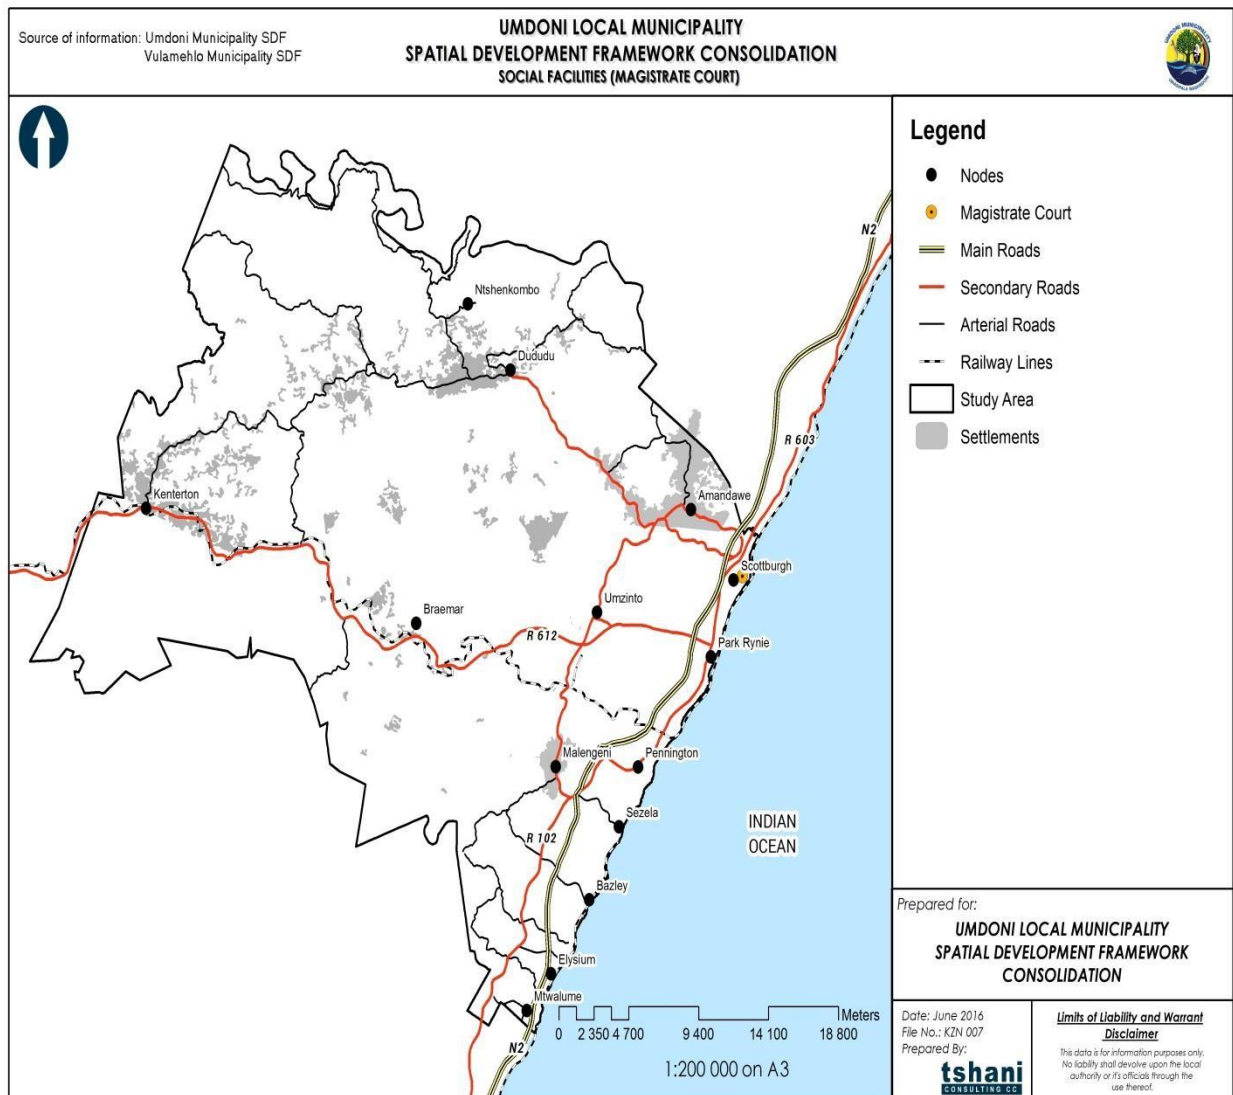 Source of information: Umdoni Municipality SDF
Vulamehlo Municipality SDF
UMDONI LOCAL MUNICIPALITY
SPATIAL DEVELOPMENT FRAMEWORK CONSOLIDATION
SOCIAL FACILITIES (MAGISTRATE COURT)
UMDONI MUNICIPALITY
Legend
Nodes
Magistrate Court
Main Roads
Secondary Roads
Arterial Roads
Railway Lines
Study Area
Settlements
N2
Ntshenkombo
Dududu
R 603
Kenterton
Amandawe
Scottburgh
Umzinto
Braemar
R 612
Park Rynie
Malengeni
Pennington
Sezela
INDIAN
OCEAN
R 102
Bazley
Elysium
Mtwalume
N2
Meters
0 2 350 4 700 9 400 14 100 18 800
1:200 000 on A3
Prepared for:
UMDONI LOCAL MUNICIPALITY
SPATIAL DEVELOPMENT FRAMEWORK
CONSOLIDATION
Date: June 2016
File No.: KZN 007
Prepared By:
tshani
CONSULTING CC
Limits of Liability and Warrant
Disclaimer
This data is for information purposes only.
No liability shall devolve upon the local
authority or it's officials through the
use thereof.